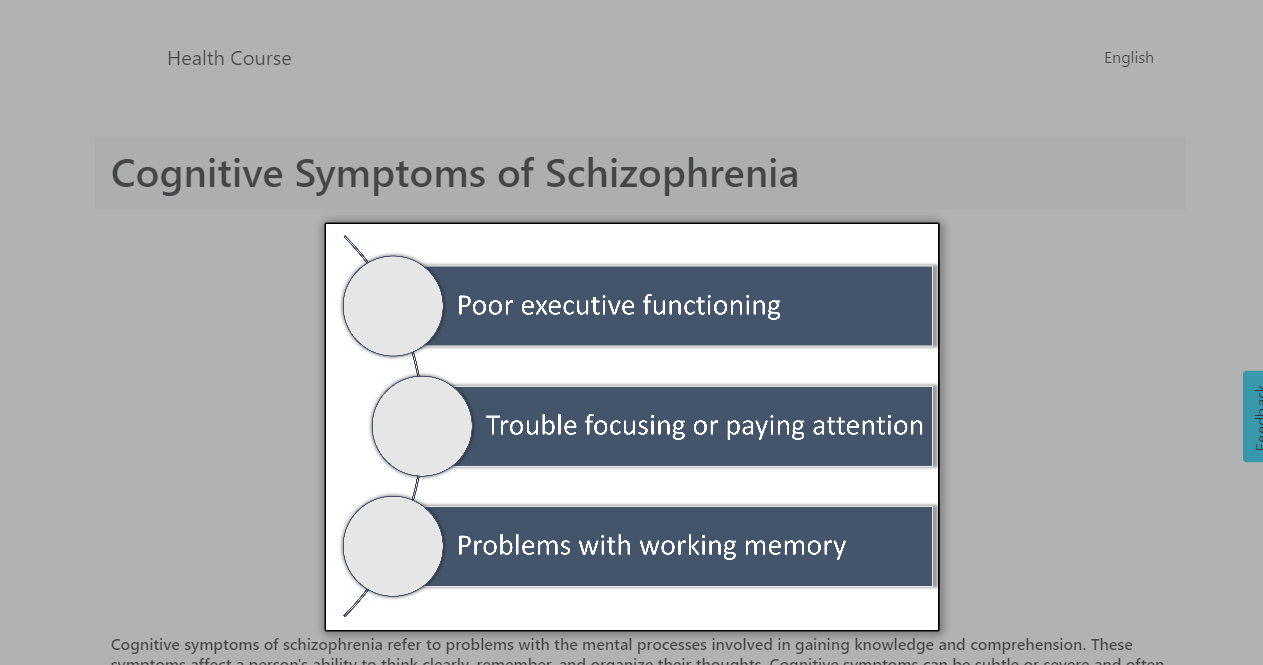 Health Course
English
Cognitive Symptoms of Schizophrenia
Poor executive functioning
Trouble focusing or paying attention
Feedback
Problems with working memory
Cognitive symptoms of schizophrenia refer to problems with the mental processes involved in gaining knowledge and comprehension. These
symptoms affect a person's ability to think clearly, remember, and organize their thoughts. Cognitive symptoms can be subtle or severe and often